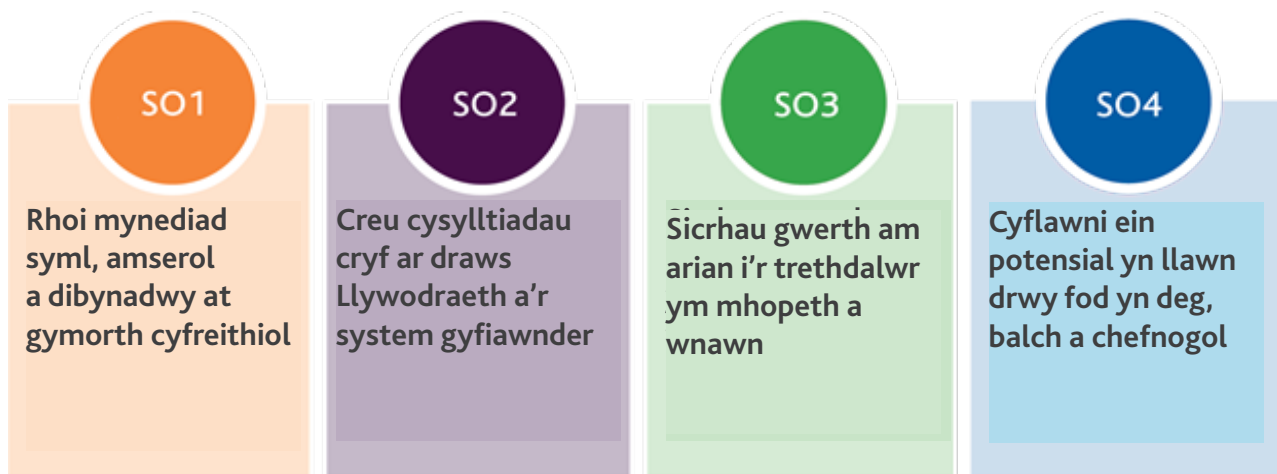 SO1
Rhoi mynediad
syml, amserol
a dibynadwy at
gymorth cyfreithiol
SO2
Creu cysylltiadau
cryf ar draws
Llywodraeth a'r
system gyfiawnder
SO3
Sicrhau gwerth am
arian i'r trethdalwr
ym mhopeth a
wnawn
SO4
Cyflawni ein
potensial yn llawn
drwy fod yn deg,
balch a chefnogol